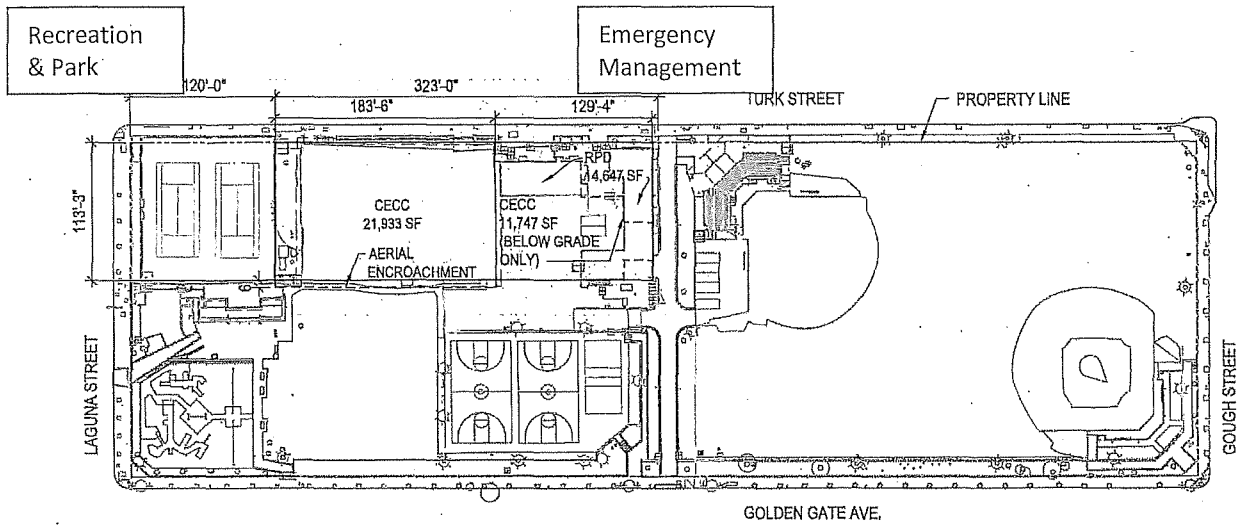 Recreation
& Park
Emergency
Management
120'-0"
323'-0"
183'-6"
129'-4"
TURK STREET
PROPERTY LINE
113'-3"
RPD
14,647 SF
CECC
21,933 SF
CECC
11,747 SF
(BELOW GRADE
ONLY)
AERIAL
ENCROACHMENT
LAGUNA STREET
GOUGH STREET
GOLDEN GATE AVE.